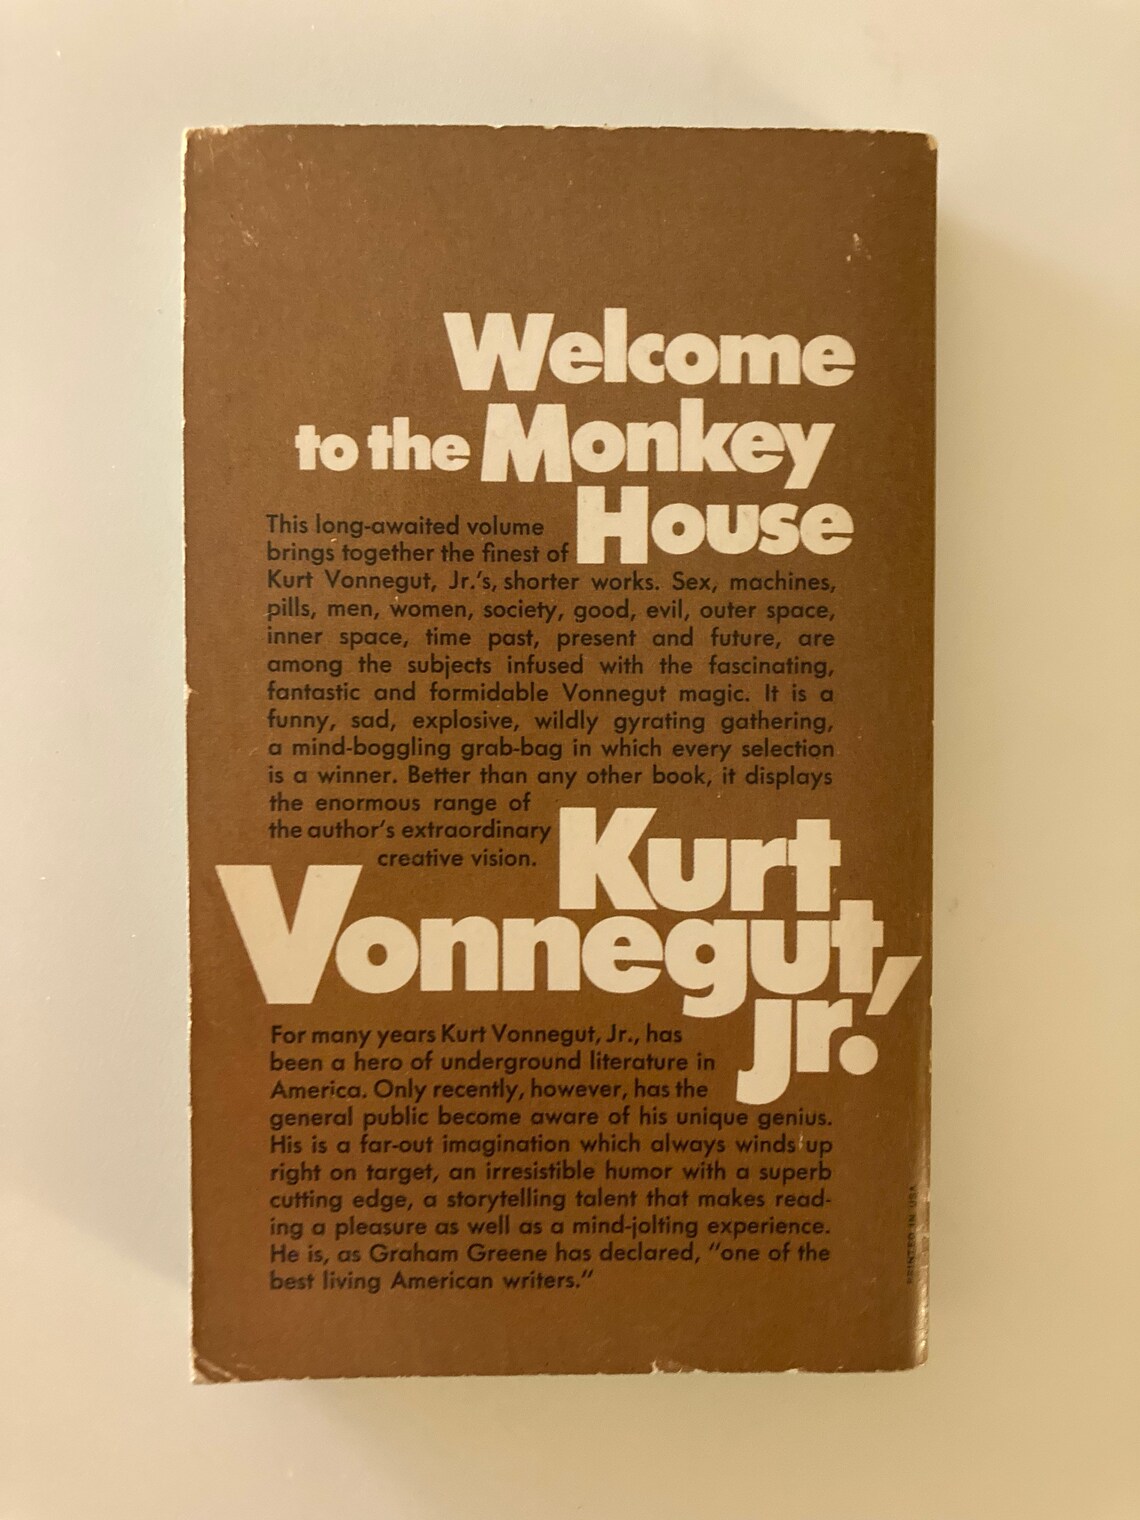 Welcome
to the Monkey
House
This long-awaited volume
brings together the finest of
Kurt Vonnegut, Jr.'s, shorter works. Sex, machines,
pills, men, women, society, good, evil, outer space,
inner space, time past, present and future, are
among the subjects infused with the fascinating,
fantastic and formidable Vonnegut magic. It is a
funny, sad, explosive, wildly gyrating gathering,
a mind-boggling grab-bag in which every selection
is a winner. Better than any other book, it displays
the enormous range of
the author's extraordinary
creative vision.
Kurt
Vonnegut,
jr.
For many years Kurt Vonnegut, Jr., has
been a hero of underground literature in
America. Only recently, however, has the
general public become aware of his unique genius.
His is a far-out imagination which always winds up
right on target, an irresistible humor with a superb
cutting edge, a storytelling talent that makes read-
ing a pleasure as well as a mind-jolting experience.
He is, as Graham Greene has declared, "one of the
best living American writers."
PRINTED IN USA